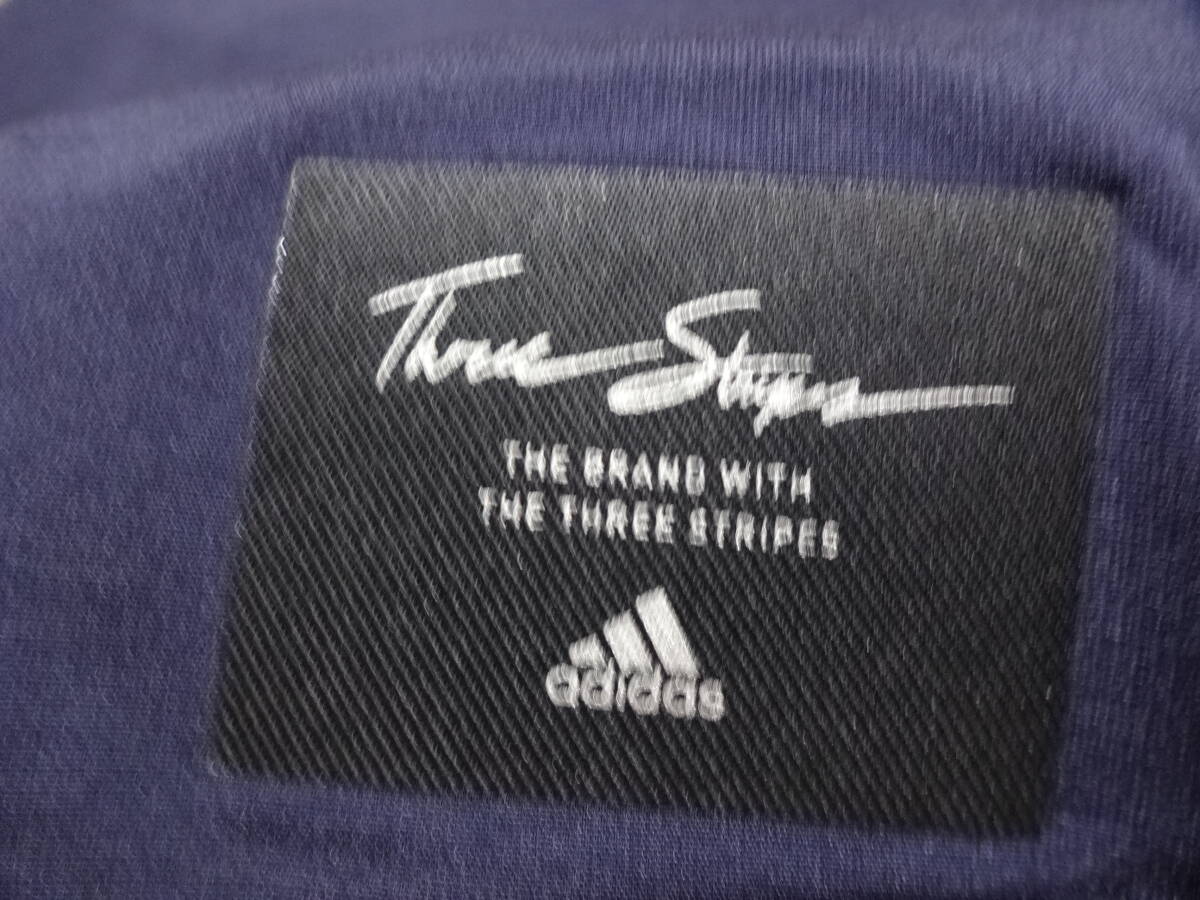 Three Stripes
THE BRAND WITH
THE THREE STRIPES
adidas